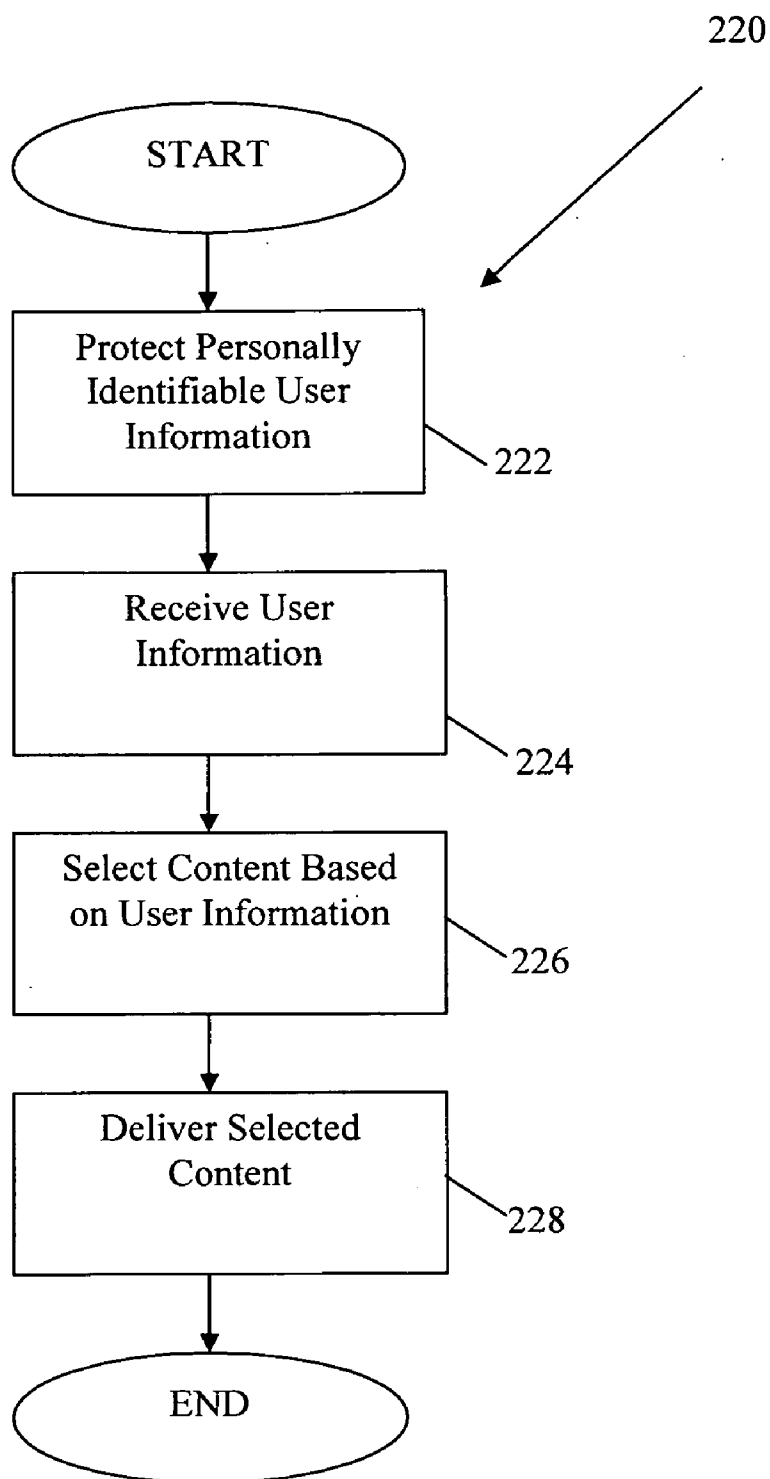 220
START
Protect Personally
Identifiable User
Information
222
Receive User
Information
224
Select Content Based
on User Information
226
Deliver Selected
Content
228
END